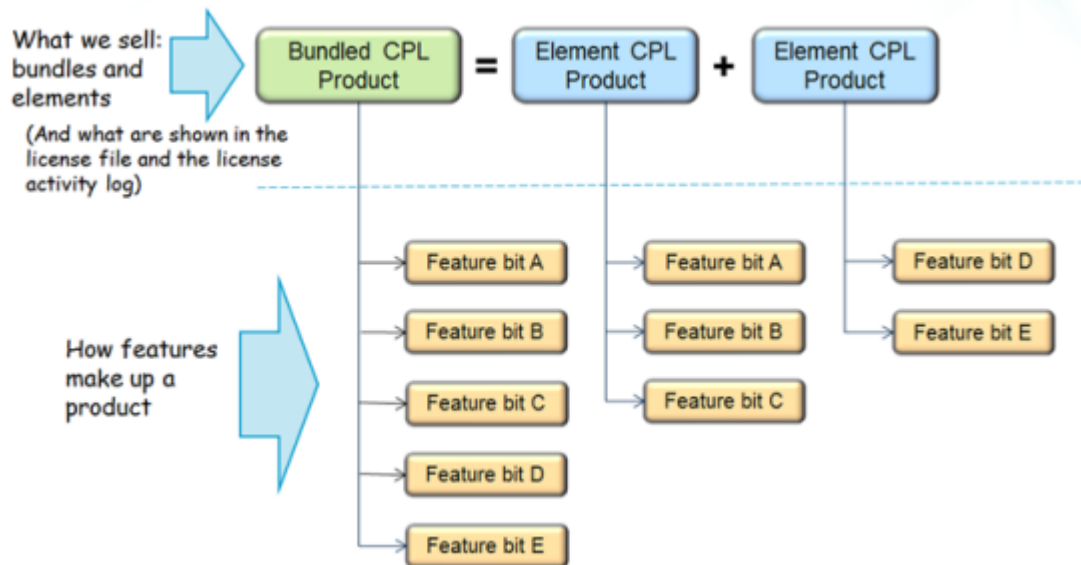 What we sell:
bundles and
elements
(And what are shown in the
license file and the license
activity log)
Bundled CPL
Product
=
Element CPL
Product
+
Element CPL
Product
How features
make up a
product
Feature bit A
Feature bit B
Feature bit C
Feature bit D
Feature bit E
Feature bit A
Feature bit B
Feature bit C
Feature bit D
Feature bit E